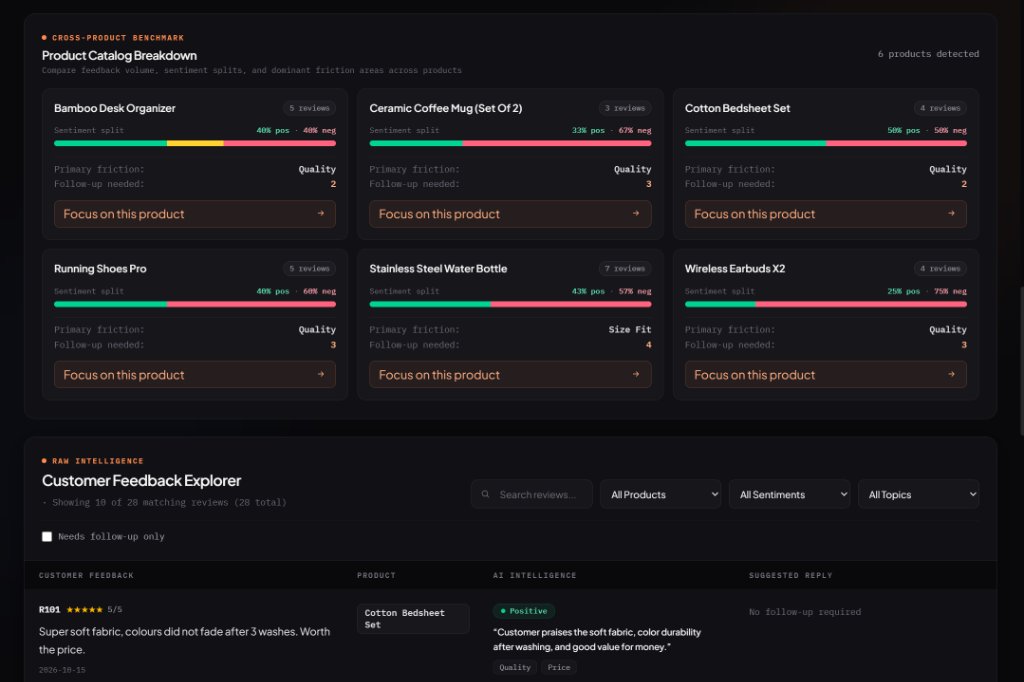 CROSS-PRODUCT BENCHMARK
Product Catalog Breakdown
6 products detected
Compare feedback volume, sentiment splits, and dominant friction areas across products
Bamboo Desk Organizer
5 reviews
Sentiment split
40% pos · 40% neg
Primary friction:
Quality
Follow-up needed:
2
Focus on this product →
Ceramic Coffee Mug (Set Of 2)
3 reviews
Sentiment split
33% pos · 67% neg
Primary friction:
Quality
Follow-up needed:
3
Focus on this product →
Cotton Bedsheet Set
4 reviews
Sentiment split
50% pos · 50% neg
Primary friction:
Quality
Follow-up needed:
2
Focus on this product →
Running Shoes Pro
5 reviews
Sentiment split
40% pos · 60% neg
Primary friction:
Quality
Follow-up needed:
3
Focus on this product →
Stainless Steel Water Bottle
7 reviews
Sentiment split
43% pos · 57% neg
Primary friction:
Size Fit
Follow-up needed:
4
Focus on this product →
Wireless Earbuds X2
4 reviews
Sentiment split
25% pos · 75% neg
Primary friction:
Quality
Follow-up needed:
3
Focus on this product →
RAW INTELLIGENCE
Customer Feedback Explorer
· Showing 10 of 28 matching reviews (28 total)
Search reviews...
All Products
All Sentiments
All Topics
Needs follow-up only
CUSTOMER FEEDBACK
PRODUCT
AI INTELLIGENCE
SUGGESTED REPLY
R101 ★★★★★ 5/5
Super soft fabric, colours did not fade after 3 washes. Worth
the price.
2026-10-15
Cotton Bedsheet
Set
Positive
"Customer praises the soft fabric, color durability
after washing, and good value for money."
Quality
Price
No follow-up required